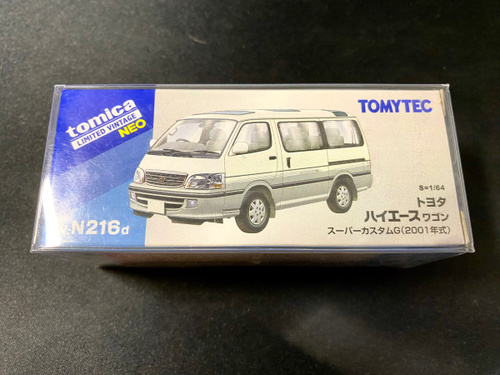 tomica
LIMITED VINTAGE
NEO
TOMYTEC
S=1/64
トヨタ
ハイエース ワゴン
スーパーカスタムG(2001年式)
-N216d